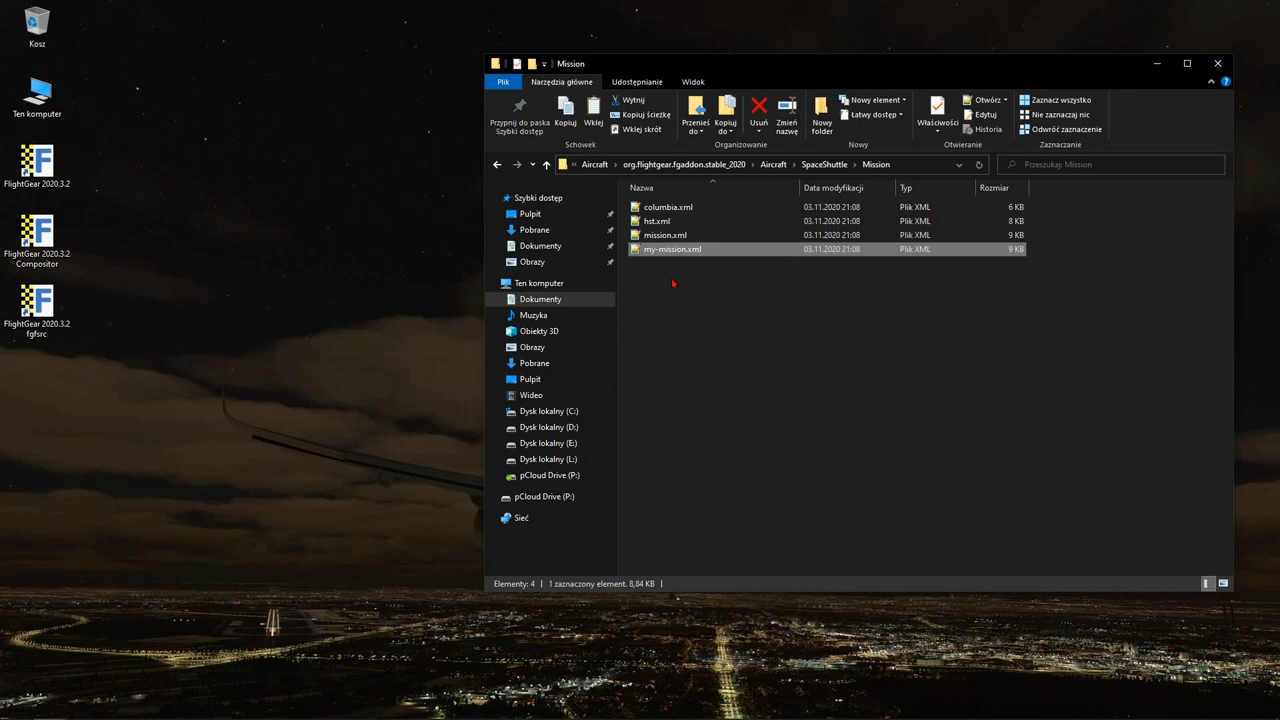 Kosz
Ten komputer
FlightGear 2020.3.2
FlightGear 2020.3.2
Compositor
FlightGear 2020.3.2
fgfsrc
Mission
Plik
Narzędzia główne
Udostępnianie
Widok
Przypnij do paska
Szybki dostęp
Kopiuj
Wklej
Wytnij
Kopiuj ścieżkę
Wklej skrót
Schowek
Przenieś
do
Kopiuj
do
Usuń
Zmień
nazwę
Organizowanie
Nowy
folder
Nowy element
Łatwy dostęp
Nowy
Właściwości
Otwórz
Edytuj
Historia
Otwieranie
Zaznacz wszystko
Nie zaznaczaj nic
Odwróć zaznaczenie
Zaznaczanie
« Aircraft › org.flightgear.fgaddon.stable_2020 › Aircraft › SpaceShuttle › Mission
Przeszukaj: Mission
Nazwa Data modyfikacji Typ Rozmiar
columbia.xml 03.11.2020 21:08 Plik XML 6 KB
hst.xml 03.11.2020 21:08 Plik XML 8 KB
mission.xml 03.11.2020 21:08 Plik XML 9 KB
my-mission.xml 03.11.2020 21:08 Plik XML 9 KB
Szybki dostęp
Pulpit
Pobrane
Dokumenty
Obrazy
Ten komputer
Dokumenty
Muzyka
Obiekty 3D
Obrazy
Pobrane
Pulpit
Wideo
Dysk lokalny (C:)
Dysk lokalny (D:)
Dysk lokalny (E:)
Dysk lokalny (L:)
pCloud Drive (P:)
pCloud Drive (P:)
Sieć
Elementy: 4 1 zaznaczony element. 8,84 KB